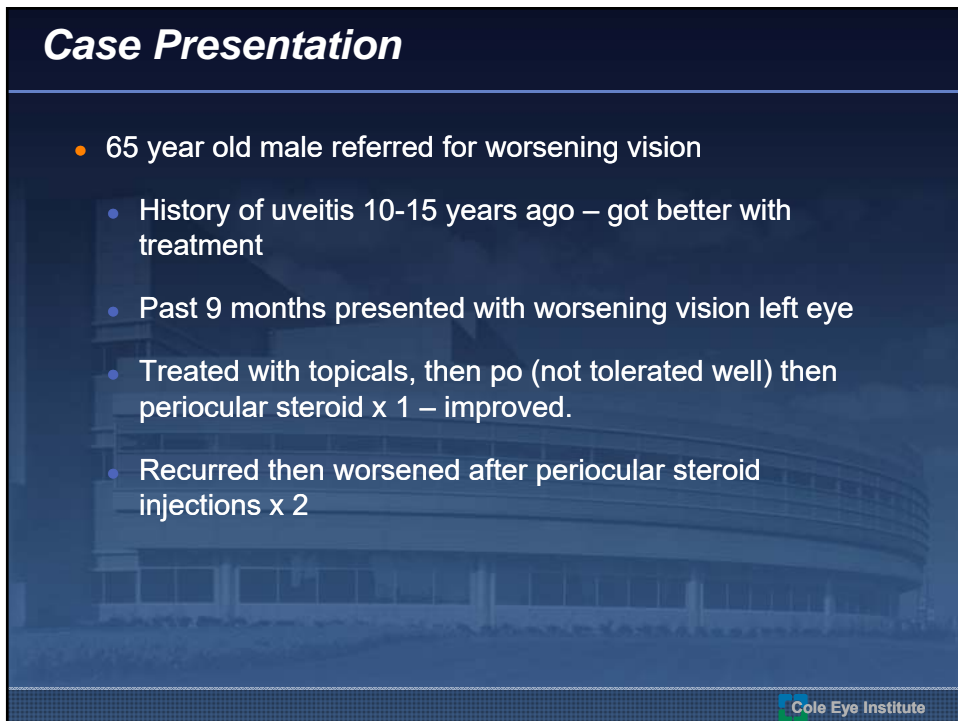 Case Presentation
● 65 year old male referred for worsening vision
● History of uveitis 10-15 years ago – got better with
treatment
● Past 9 months presented with worsening vision left eye
● Treated with topicals, then po (not tolerated well) then
periocular steroid x 1 – improved.
● Recurred then worsened after periocular steroid
injections x 2
Cole Eye Institute